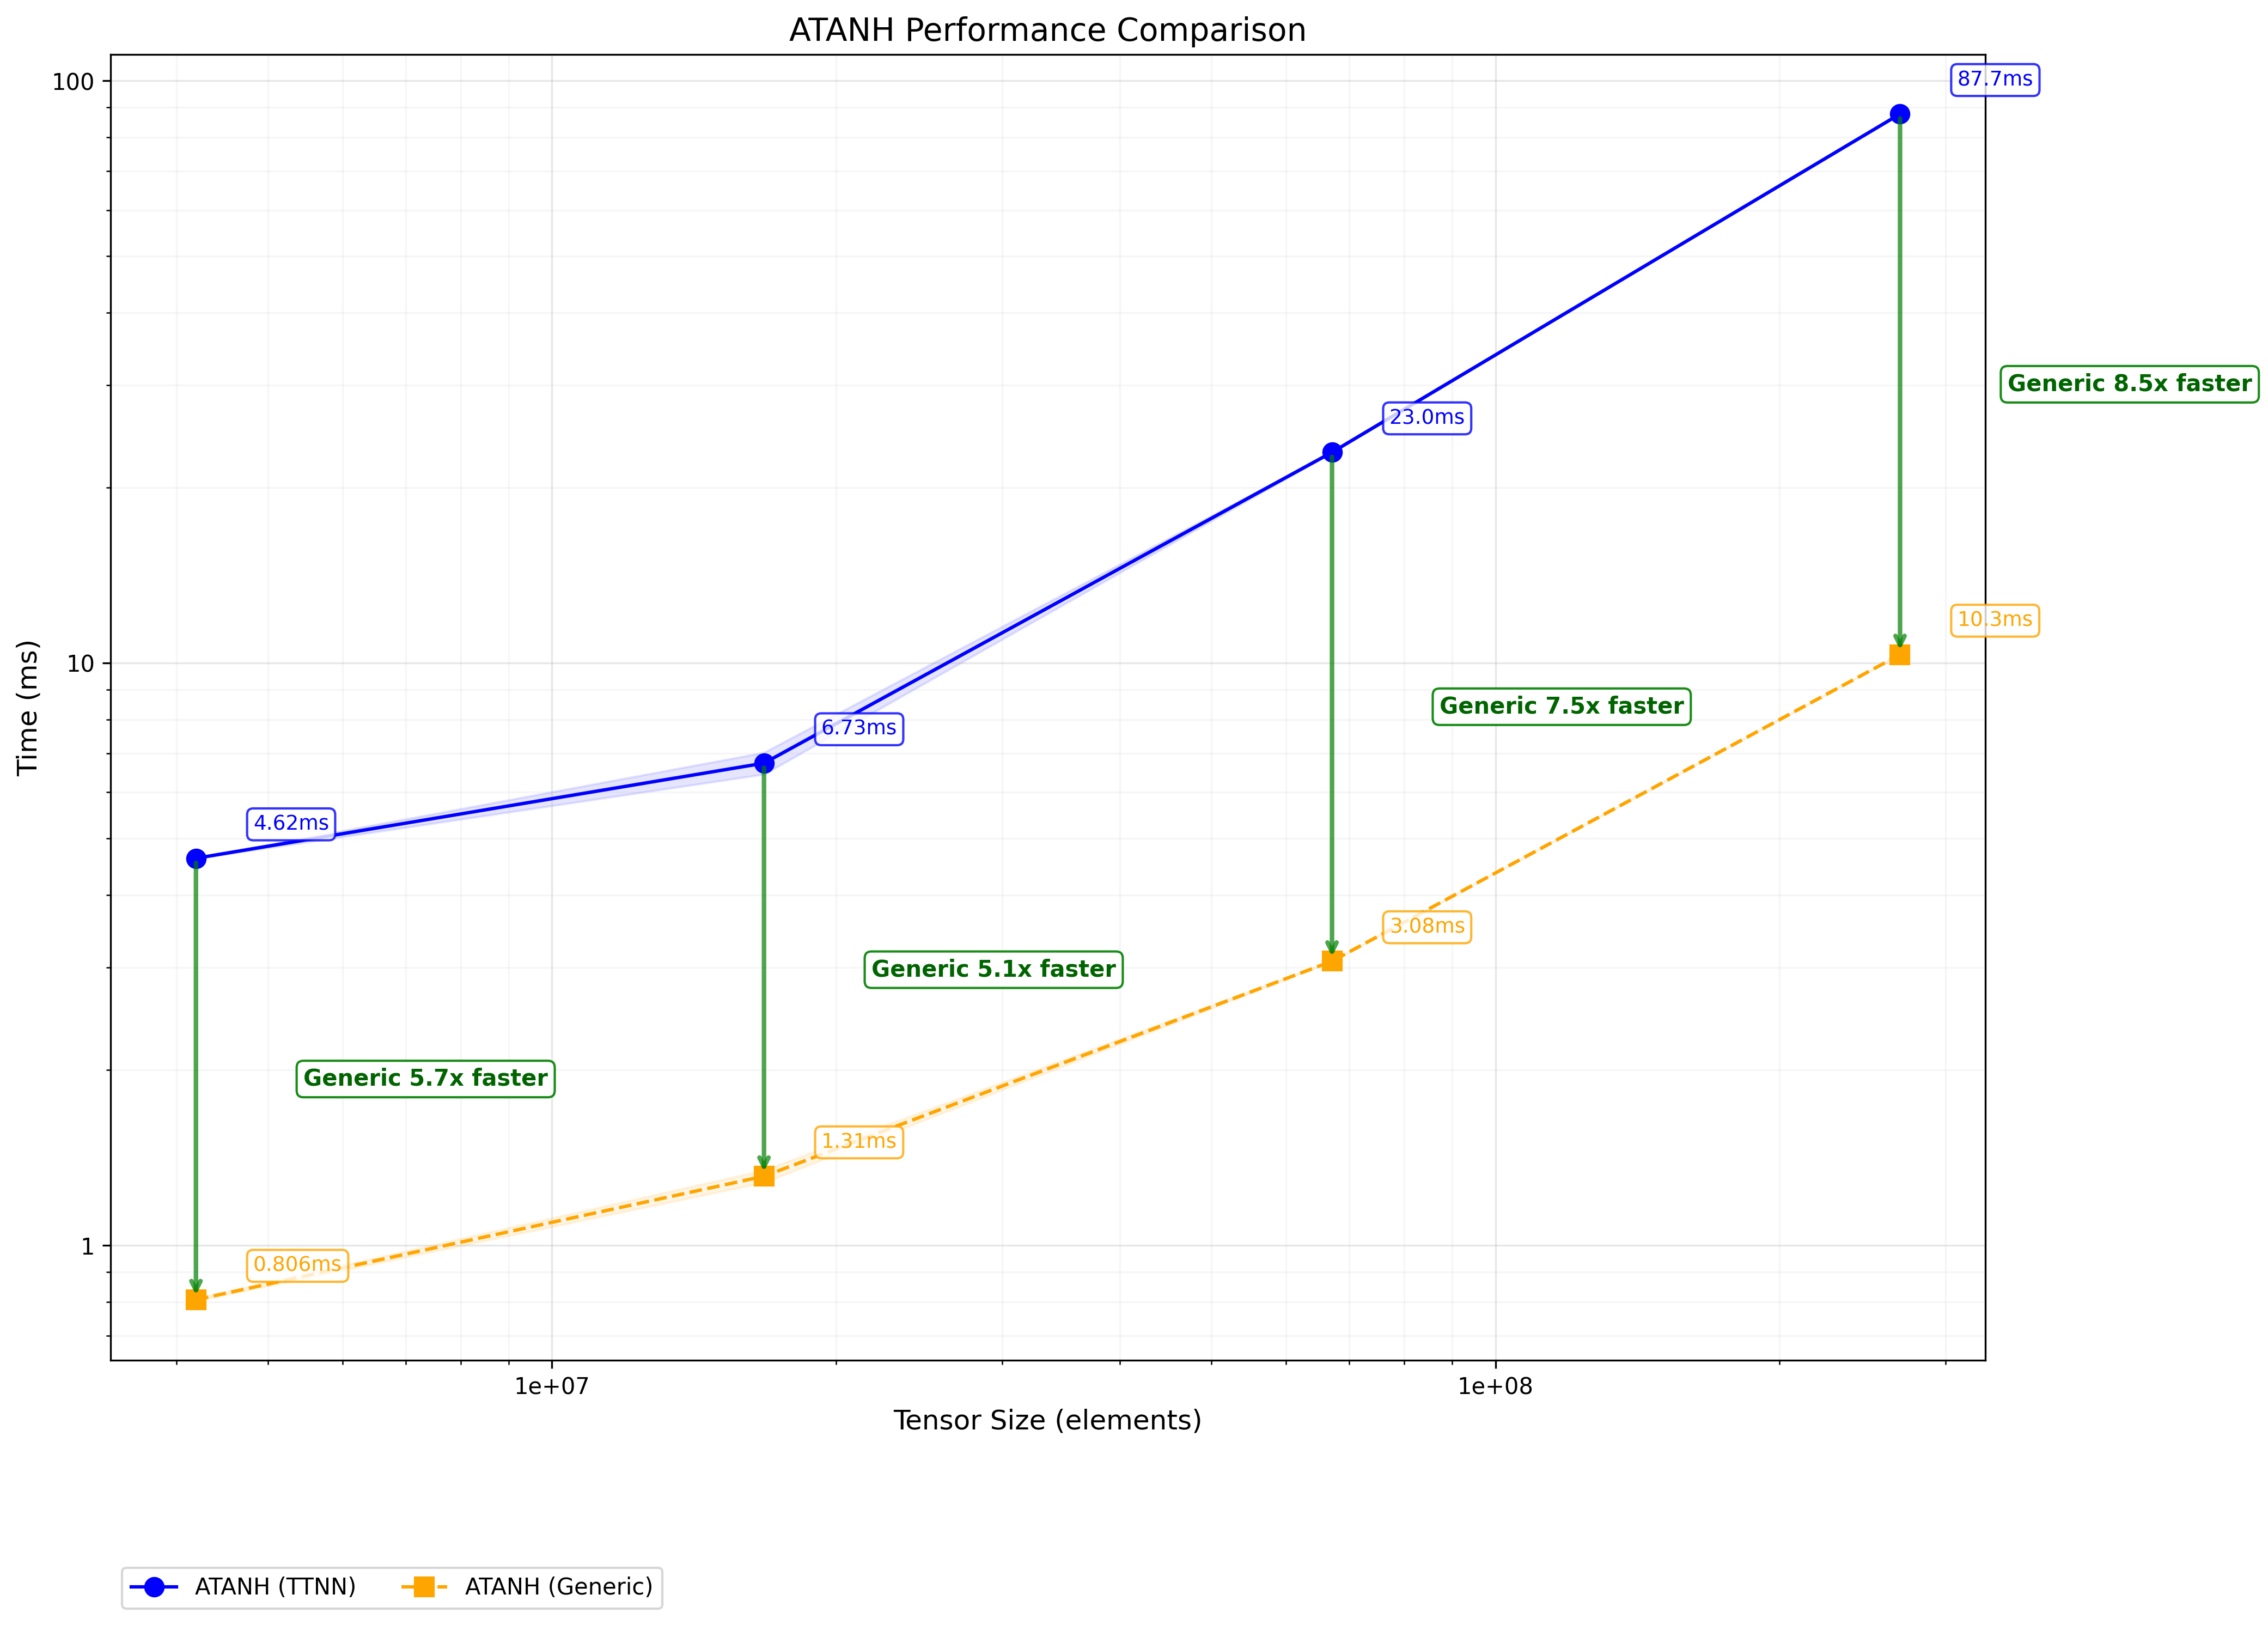 ATANH Performance Comparison
100
87.7ms
Generic 8.5x faster
23.0ms
10.3ms
Time (ms)
10
Generic 7.5x faster
6.73ms
4.62ms
3.08ms
Generic 5.1x faster
Generic 5.7x faster
1.31ms
1
0.806ms
1e+07
1e+08
Tensor Size (elements)
ATANH (TTNN)
ATANH (Generic)